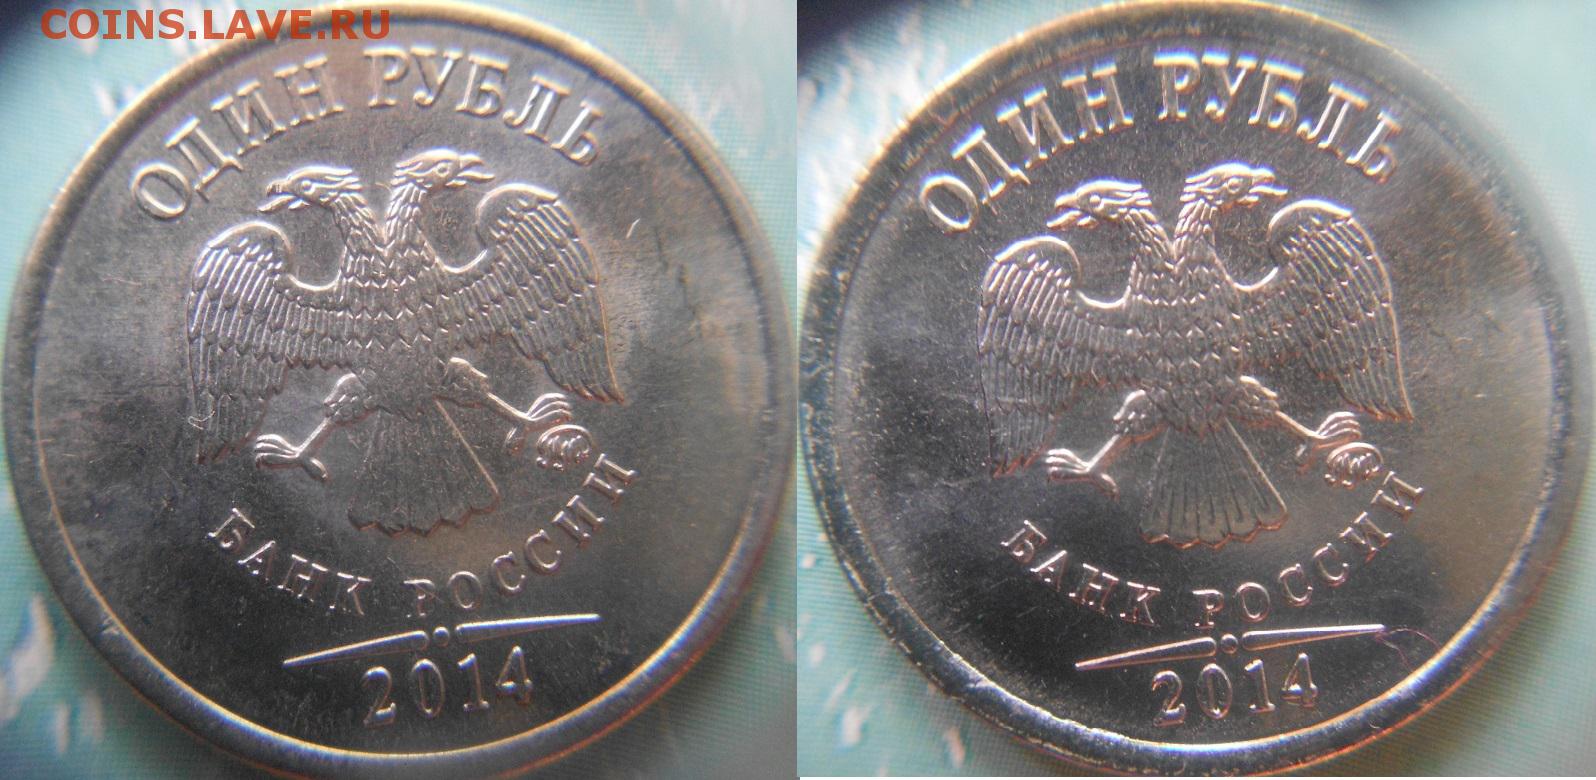 COINS.LAVE.RU
ОДИН РУБЛЬ
БАНК РОССИИ
2014
ОДИН РУБЛЬ
БАНК РОССИИ
2014